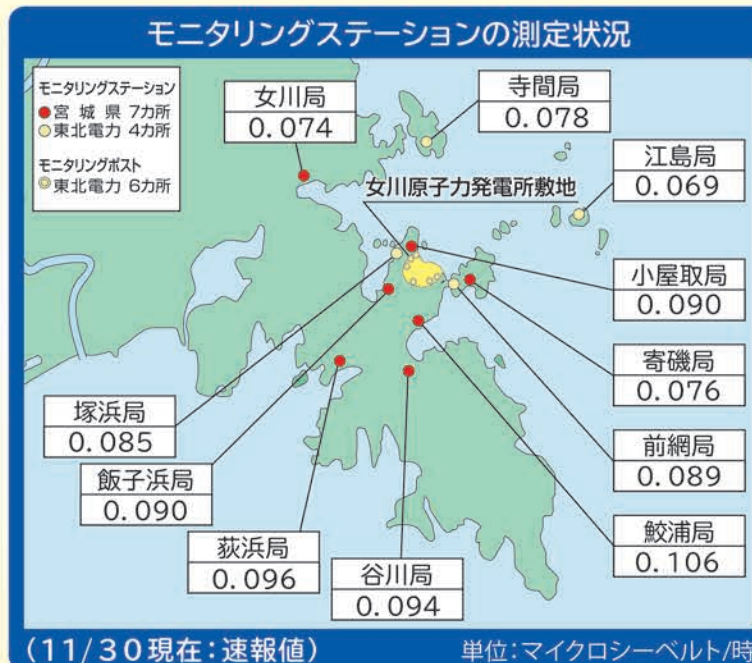 モニタリングステーションの測定状況
モニタリングステーション
宮城県 7カ所
東北電力 4カ所
モニタリングポスト
東北電力 6カ所
女川局
0.074
寺間局
0.078
江島局
0.069
女川原子力発電所敷地
小屋取局
0.090
寄磯局
0.076
前網局
0.089
鮫浦局
0.106
塚浜局
0.085
飯子浜局
0.090
荻浜局
0.096
谷川局
0.094
(11/30現在:速報値)
単位:マイクロシーベルト/時